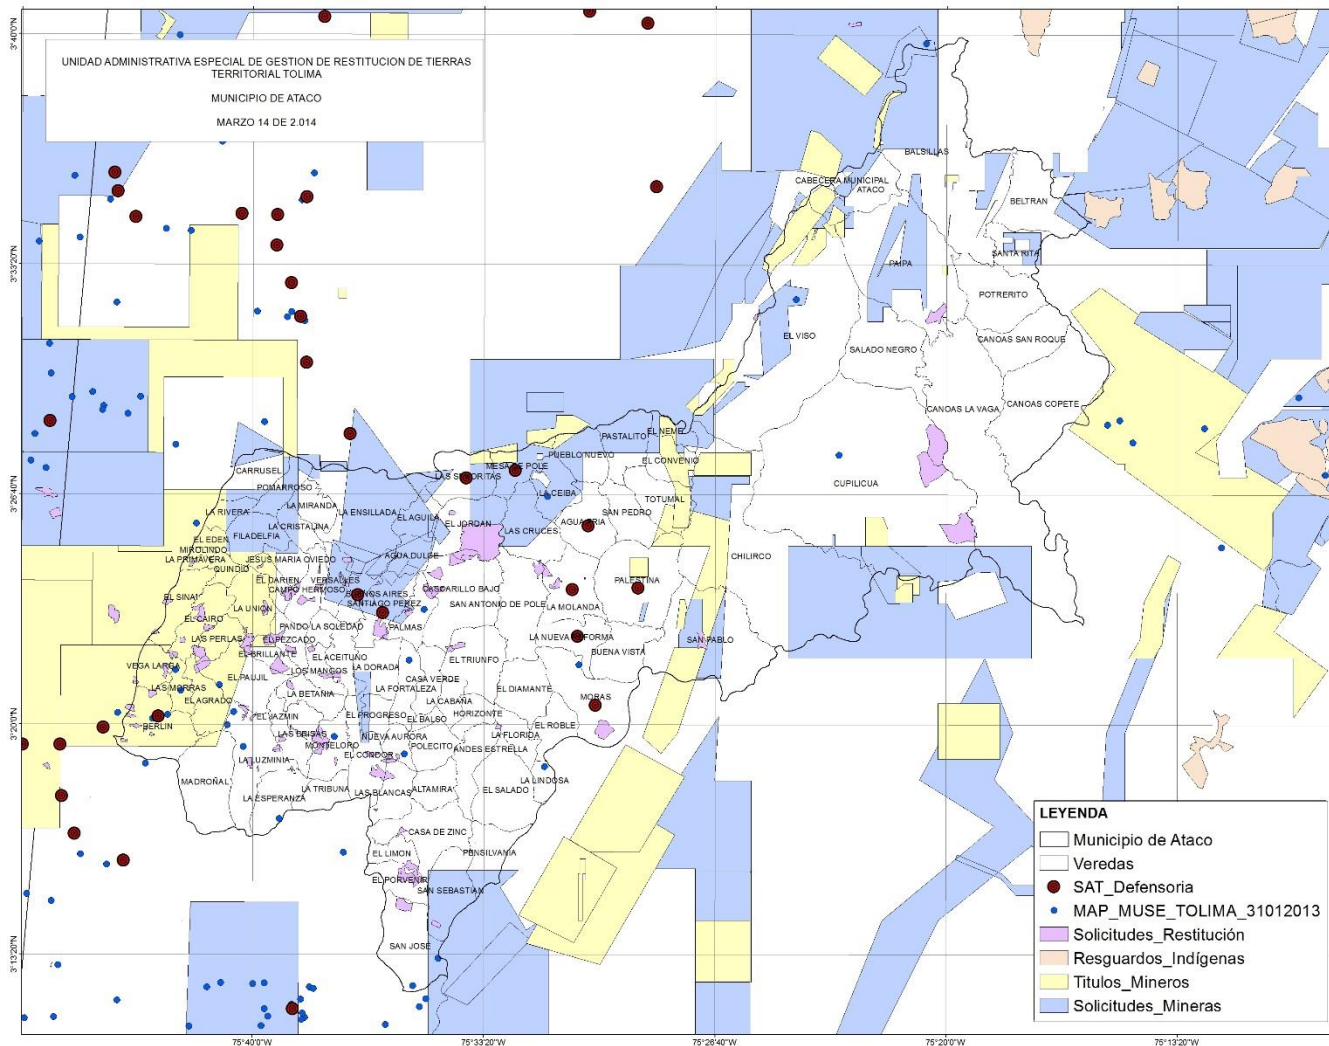 UNIDAD ADMINISTRATIVA ESPECIAL DE GESTION DE RESTITUCION DE TIERRAS
TERRITORIAL TOLIMA
MUNICIPIO DE ATACO
MARZO 14 DE 2.014
3°40'0"N
3°33'20"N
3°26'40"N
3°20'0"N
3°13'20"N
BALSILLAS
CABECERA MUNICIPAL
ATACO
BELTRAN
SANTA RITA
PAIPA
POTRERITO
EL VISO
SALADO NEGRO
CANOAS SAN ROQUE
CANOAS LA VAGA
CANOAS COPETE
EL NEME
PASTALITO
PUEBLO NUEVO
EL CONVENIO
MESA DE POLE
CARRUSEL
LAS SEÑORITAS
CUPILICUA
POMARROSO
LA CEIBA
TOTUMAL
LA RIVERA
LA MIRANDA
LA ENSILLADA
EL AGUILA
EL JORDAN
LAS CRUCES
AGUA FRIA
SAN PEDRO
LA CRISTALINA
FILADELFIA
EL EDEN
MIROLINDO
LA PRIMAVERA
QUINDIO
JESUS MARIA OVIEDO
AGUA DULCE
CHILIRCO
EL DARIEN
VERSALLES
CAMPO HERMOSO
BUENOS AIRES
CASCARILLO BAJO
PALESTINA
EL SINAI
LA UNION
SANTIAGO PEREZ
SAN ANTONIO DE POLE
LA MOLANDA
EL CAIRO
PANDO LA SOLEDAD
PALMAS
LAS PERLAS
EL PEZCADO
LA NUEVA REFORMA
SAN PABLO
EL BRILLANTE
EL ACEITUNO
EL TRIUNFO
BUENA VISTA
VEGA LARGA
LOS MANGOS
LA DORADA
EL PAUJIL
CASA VERDE
LAS MORRAS
LA BETANIA
LA FORTALEZA
EL DIAMANTE
MORAS
EL AGRADO
LA CABAÑA
EL JAZMIN
EL PROGRESO
HORIZONTE
BERLIN
EL BALSO
EL ROBLE
LAS BRISAS
NUEVA AURORA
LA FLORIDA
MONTELORO
POLECITO
ANDES ESTRELLA
LA LUZMINIA
EL CONDOR
MADROÑAL
LA TRIBUNA
LAS BLANCAS
ALTAMIRA
EL SALADO
LA LINDOSA
LA ESPERANZA
CASA DE ZINC
EL LIMON
PENSILVANIA
EL PORVENIR
SAN SEBASTIAN
SAN JOSE
LEYENDA
Municipio de Ataco
Veredas
SAT_Defensoria
MAP_MUSE_TOLIMA_31012013
Solicitudes_Restitución
Resguardos_Indígenas
Titulos_Mineros
Solicitudes_Mineras
75°40'0"W
75°33'20"W
75°26'40"W
75°20'0"W
75°13'20"W